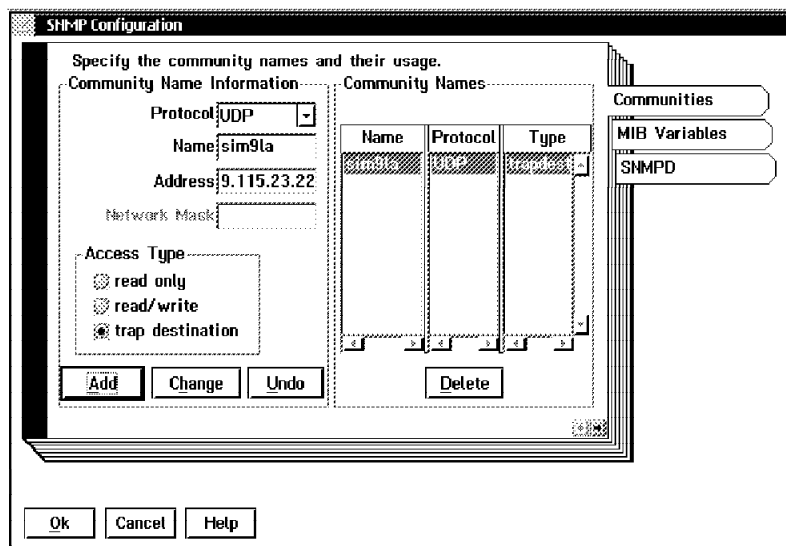 SNMP Configuration
Specify the community names and their usage.
Community Name Information
Protocol UDP
Name sim9la
Address 9.115.23.22
Network Mask
Access Type
read only
read/write
trap destination
Add Change Undo
Community Names
Name Protocol Type
sim9la UDP trapdest
Delete
Communities
MIB Variables
SNMPD
Ok Cancel Help